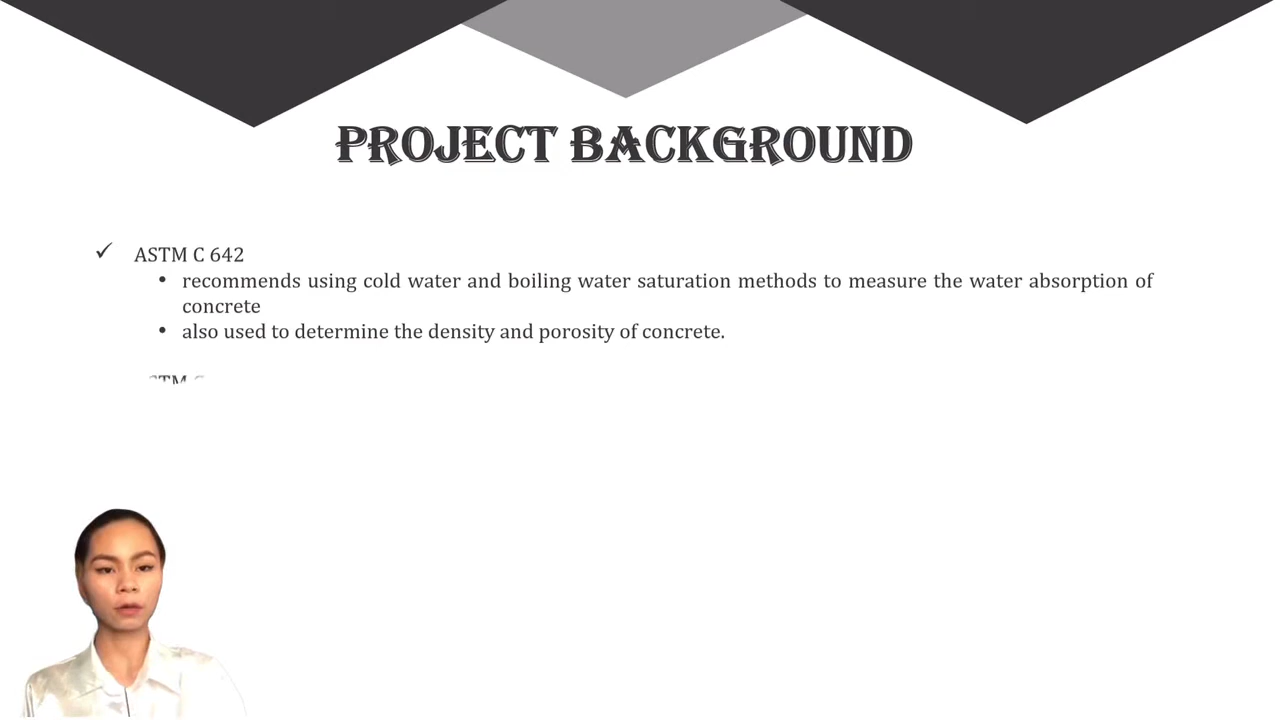 PROJECT BACKGROUND
✓ ASTM C 642
• recommends using cold water and boiling water saturation methods to measure the water absorption of
concrete
• also used to determine the density and porosity of concrete.